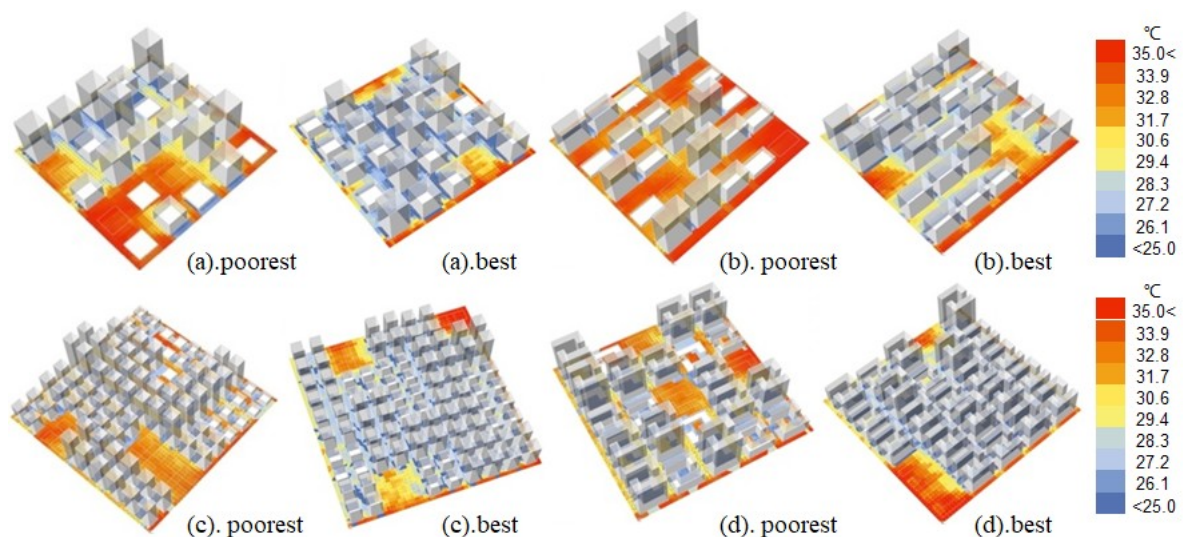 ℃
35.0<
33.9
32.8
31.7
30.6
29.4
28.3
27.2
26.1
<25.0
(a).poorest
(a).best
(b). poorest
(b).best
℃
35.0<
33.9
32.8
31.7
30.6
29.4
28.3
27.2
26.1
<25.0
(c). poorest
(c).best
(d). poorest
(d).best